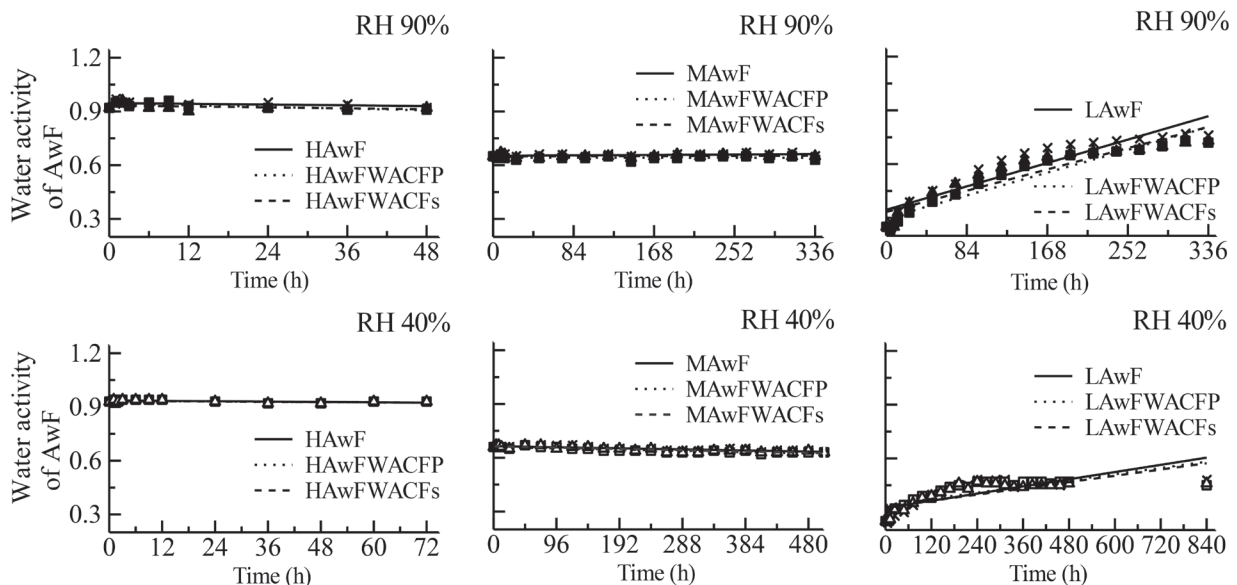 RH 90%
Water activity
of AwF
1.2
0.9
0.6
0.3
HAwF
HAwFWACFP
HAwFWACFs
0 12 24 36 48
Time (h)
RH 90%
MAwF
MAwFWACFP
MAwFWACFs
0 84 168 252 336
Time (h)
RH 90%
LAwF
LAwFWACFP
LAwFWACFs
0 84 168 252 336
Time (h)
RH 40%
Water activity
of AwF
1.2
0.9
0.6
0.3
HAwF
HAwFWACFP
HAwFWACFs
0 12 24 36 48 60 72
Time (h)
RH 40%
MAwF
MAwFWACFP
MAwFWACFs
0 96 192 288 384 480
Time (h)
RH 40%
LAwF
LAwFWACFP
LAwFWACFs
0 120 240 360 480 600 720 840
Time (h)